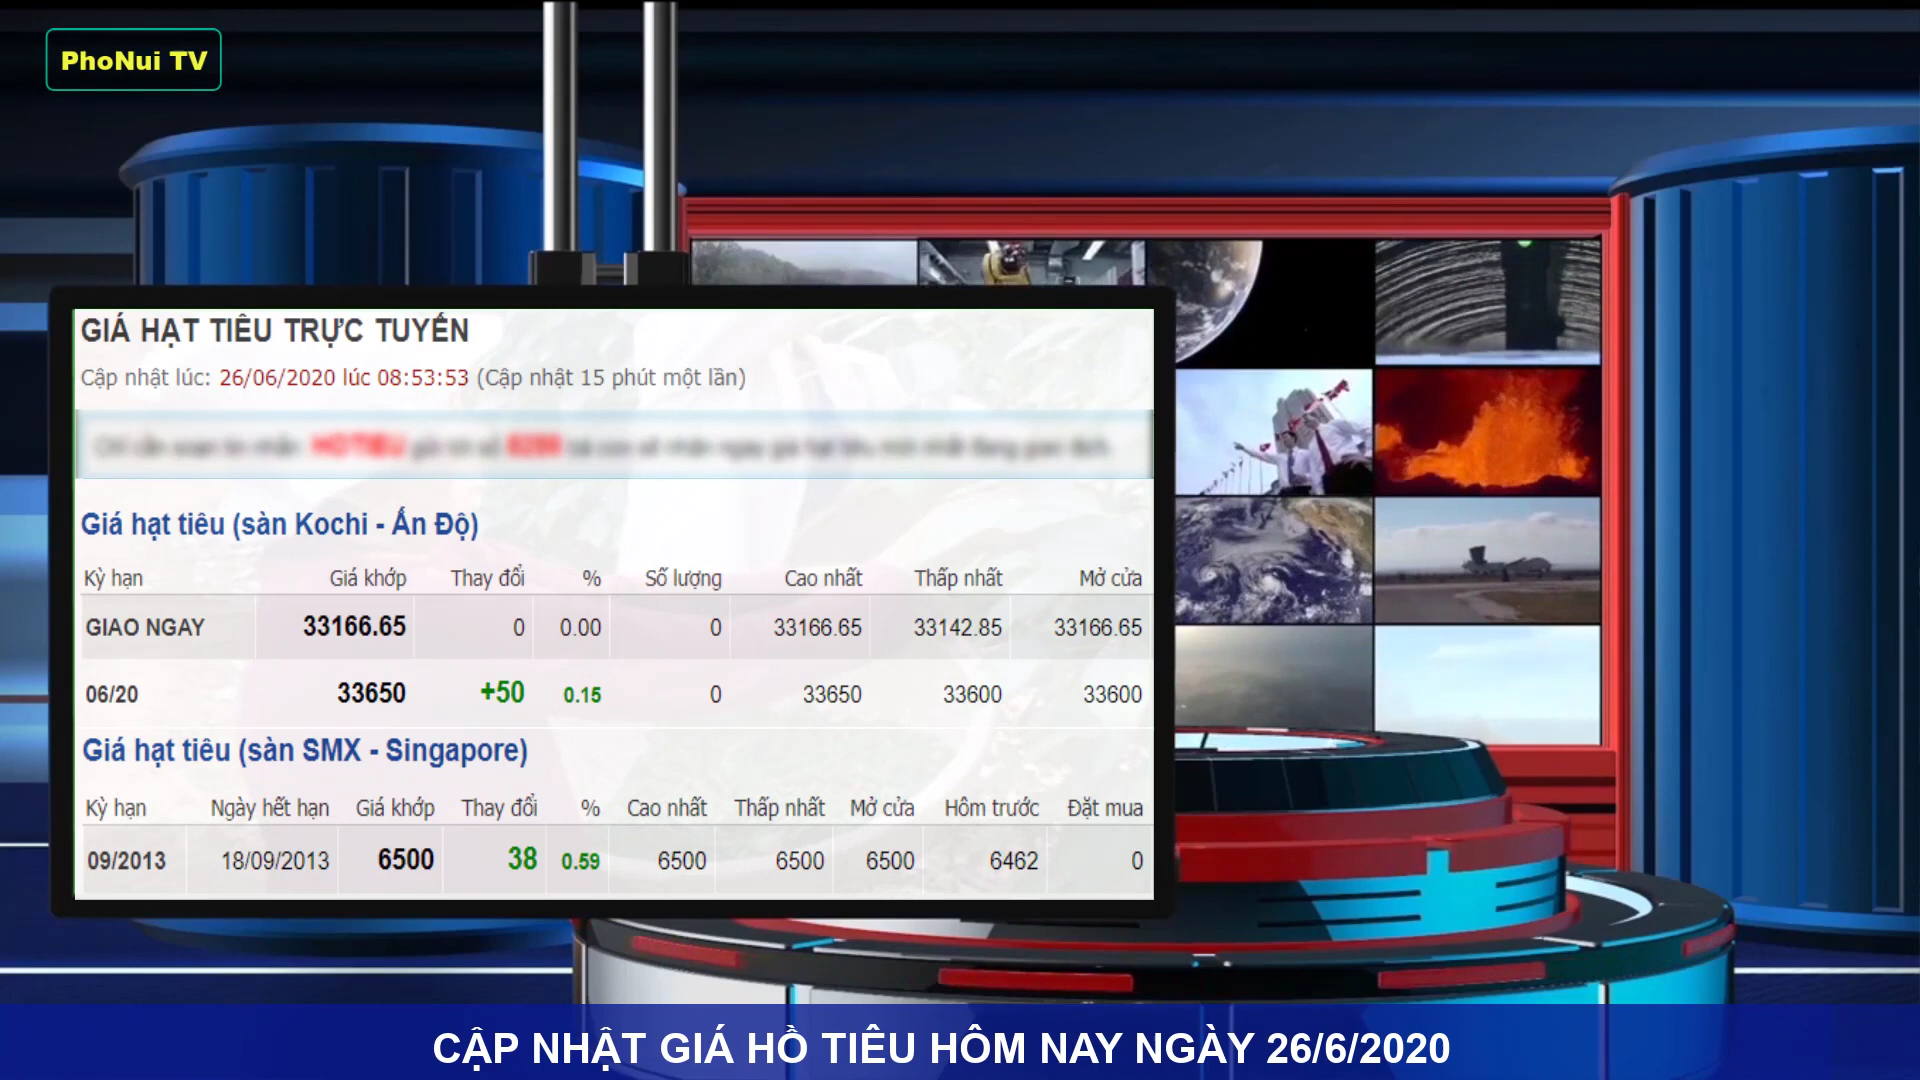 PhoNui TV
GIÁ HẠT TIÊU TRỰC TUYẾN
Cập nhật lúc: 26/06/2020 lúc 08:53:53 (Cập nhật 15 phút một lần)
Giá hạt tiêu (sàn Kochi - Ấn Độ)
Kỳ hạn Giá khớp Thay đổi % Số lượng Cao nhất Thấp nhất Mở cửa
GIAO NGAY 33166.65 0 0.00 0 33166.65 33142.85 33166.65
06/20 33650 +50 0.15 0 33650 33600 33600
Giá hạt tiêu (sàn SMX - Singapore)
Kỳ hạn Ngày hết hạn Giá khớp Thay đổi % Cao nhất Thấp nhất Mở cửa Hôm trước Đặt mua
09/2013 18/09/2013 6500 38 0.59 6500 6500 6500 6462 0
CẬP NHẬT GIÁ HỒ TIÊU HÔM NAY NGÀY 26/6/2020